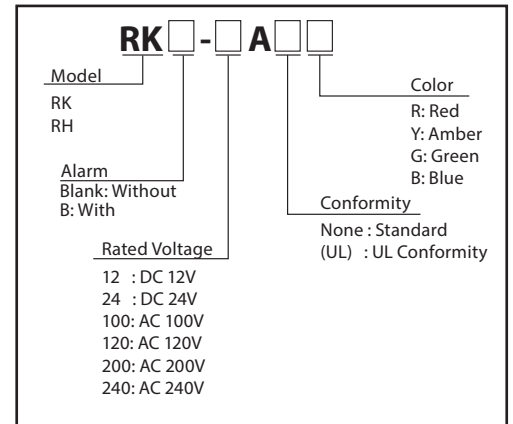 RK□-□A□□
Model
RK
RH
Alarm
Blank: Without
B: With
Rated Voltage
12 : DC 12V
24 : DC 24V
100: AC 100V
120: AC 120V
200: AC 200V
240: AC 240V
Color
R: Red
Y: Amber
G: Green
B: Blue
Conformity
None : Standard
(UL) : UL Conformity